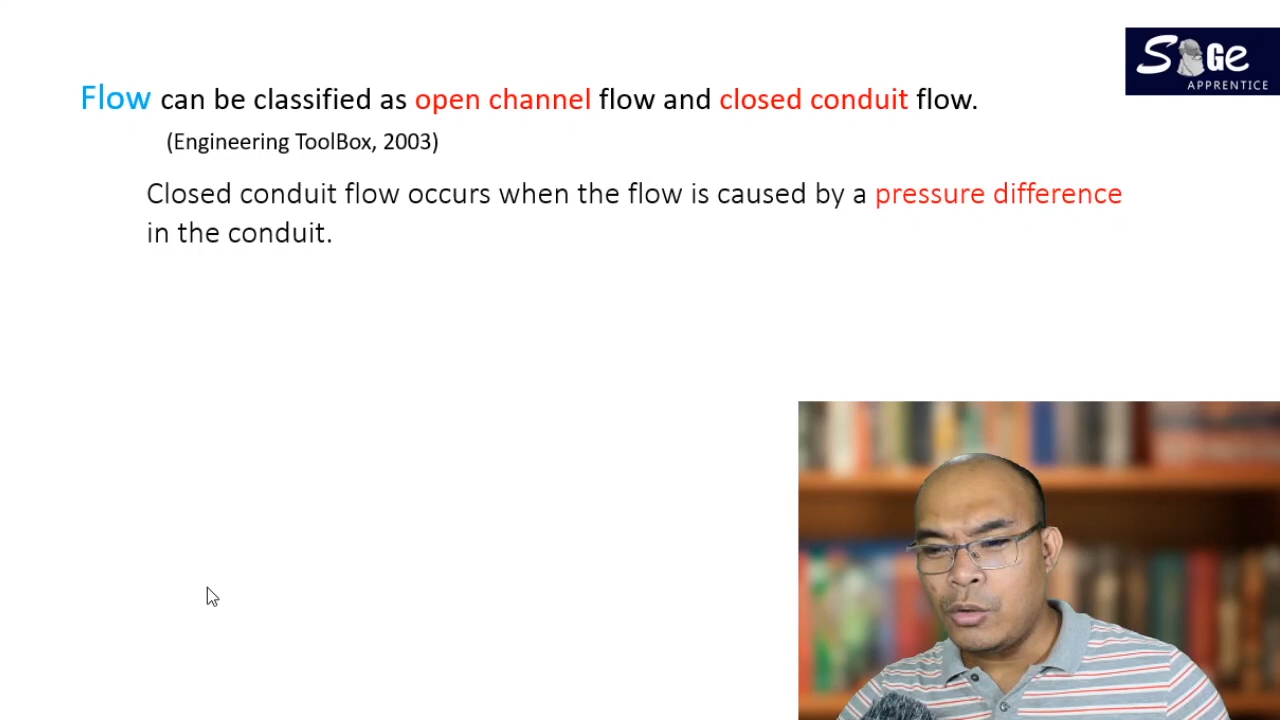 SAGe
APPRENTICE
Flow can be classified as open channel flow and closed conduit flow.
(Engineering ToolBox, 2003)
Closed conduit flow occurs when the flow is caused by a pressure difference
in the conduit.